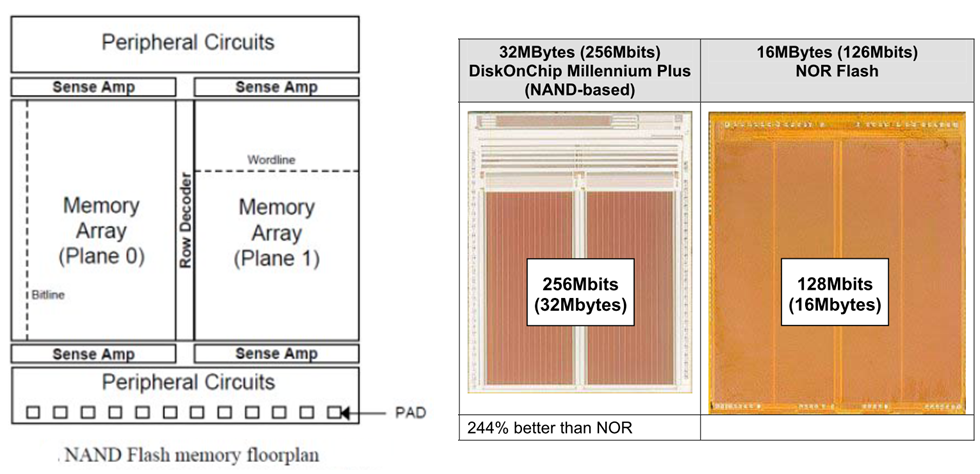 Peripheral Circuits
Sense Amp
Sense Amp
Bitline
Memory
Array
(Plane 0)
Row Decoder
Wordline
Memory
Array
(Plane 1)
Sense Amp
Sense Amp
Peripheral Circuits
PAD
. NAND Flash memory floorplan
32MBytes (256Mbits)
DiskOnChip Millennium Plus
(NAND-based)
16MBytes (126Mbits)
NOR Flash
256Mbits
(32Mbytes)
128Mbits
(16Mbytes)
244% better than NOR